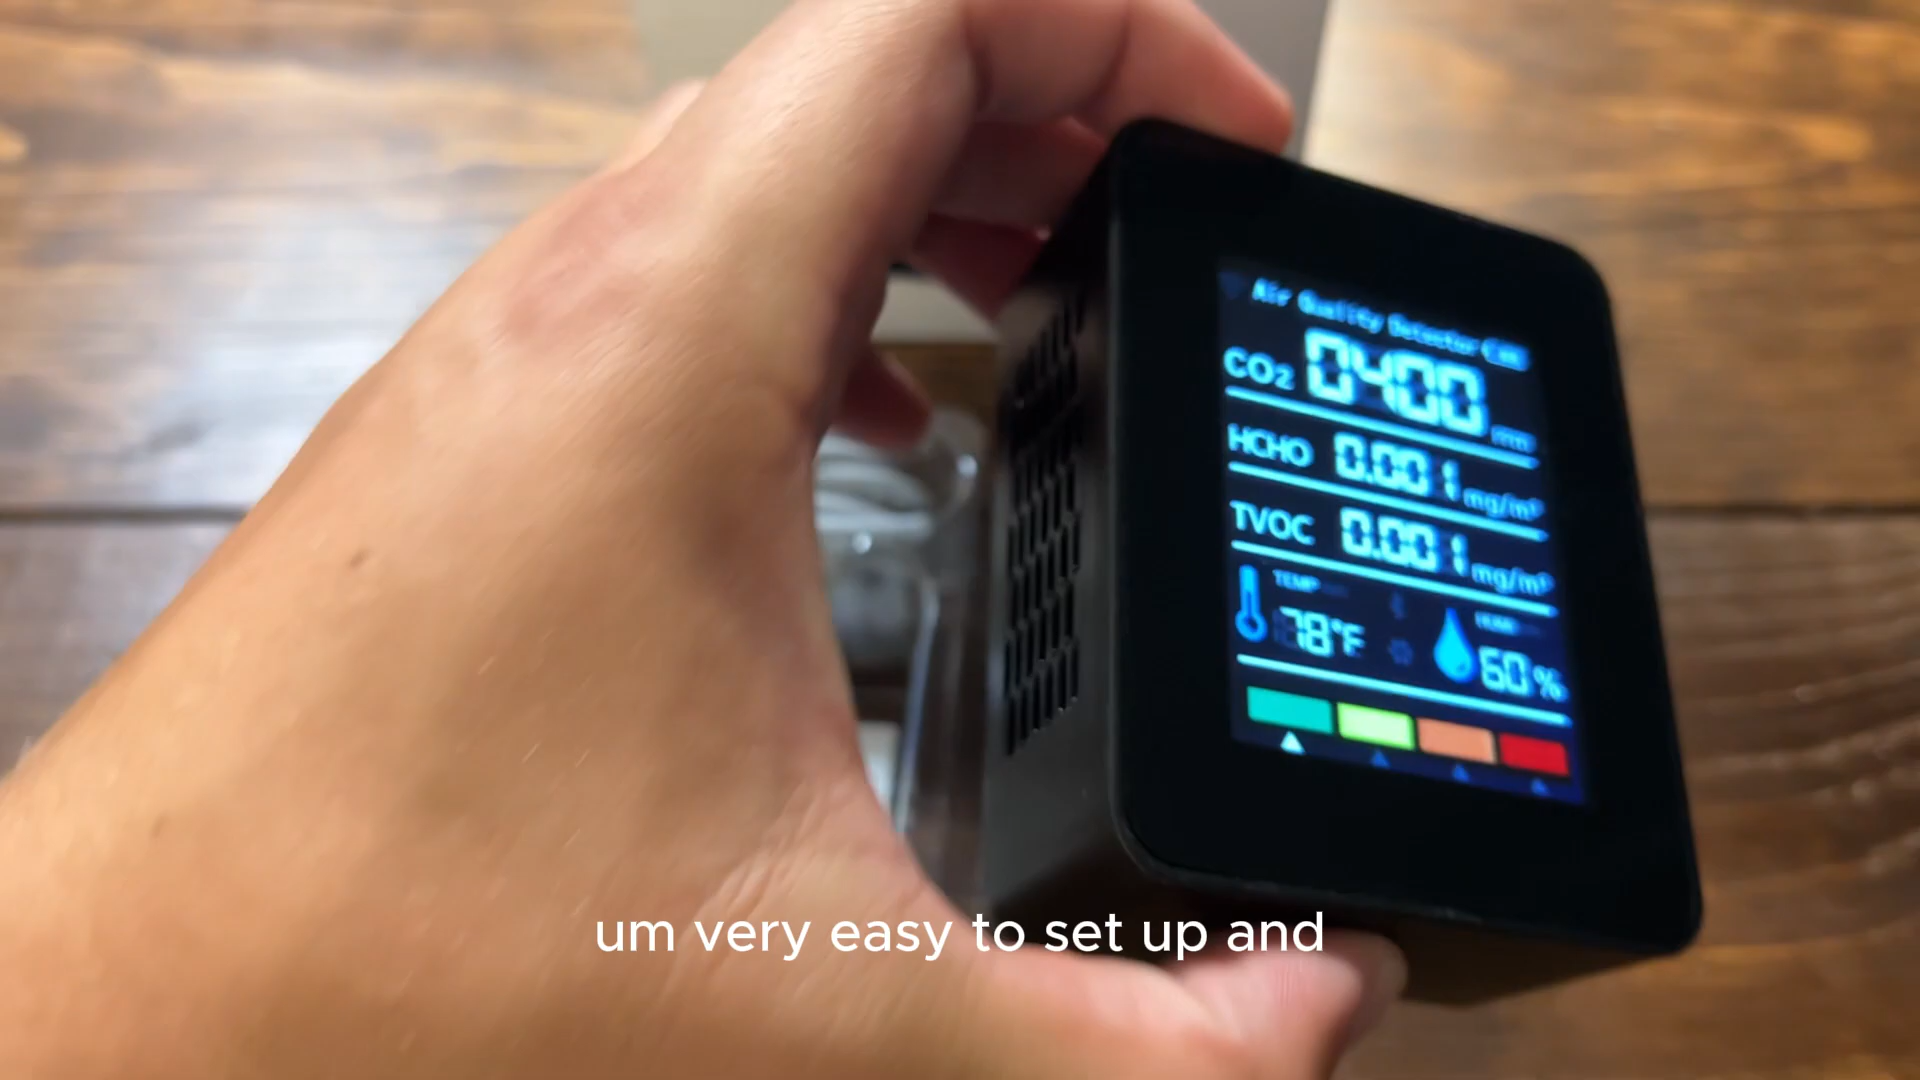 Air Quality Detector
CO2 0400
HCHO 0.001 mg/m³
TVOC 0.001 mg/m³
TEMP
78°F 60%
um very easy to set up and